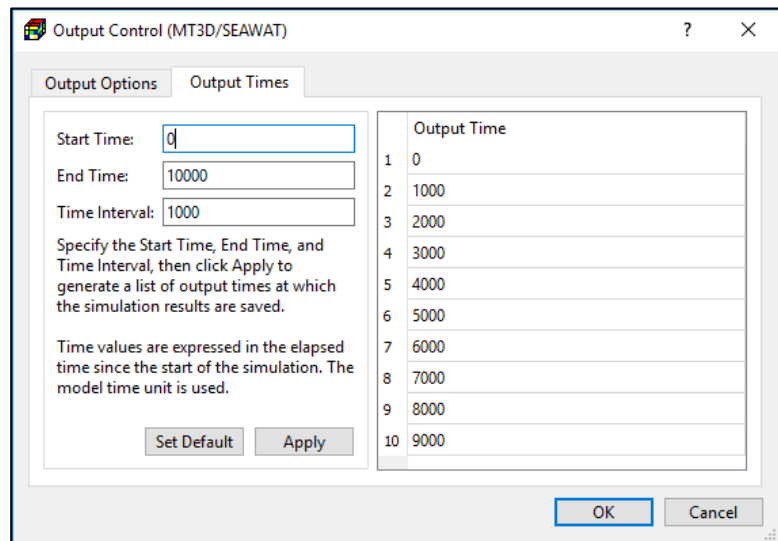 Output Control (MT3D/SEAWAT)
?
Output Options
Output Times
Start Time:
0
End Time:
10000
Time Interval:
1000
Specify the Start Time, End Time, and
Time Interval, then click Apply to
generate a list of output times at which
the simulation results are saved.
Time values are expressed in the elapsed
time since the start of the simulation. The
model time unit is used.
Set Default
Apply
Output Time
1 0
2 1000
3 2000
4 3000
5 4000
6 5000
7 6000
8 7000
9 8000
10 9000
OK
Cancel